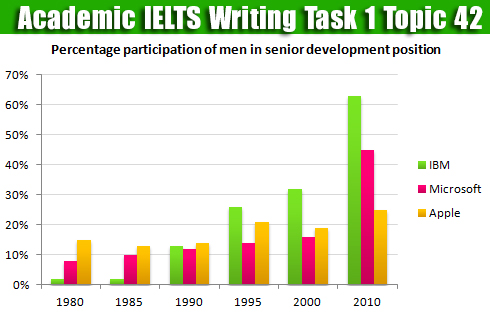 Academic IELTS Writing Task 1 Topic 42
Percentage participation of men in senior development position
70%
60%
50%
40%
30%
20%
10%
0%
1980 1985 1990 1995 2000 2010
IBM
Microsoft
Apple